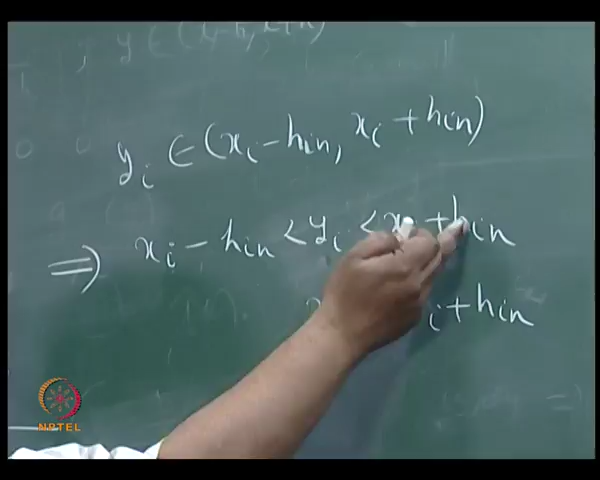 y ∈ (x-h, x+h)
y_i ∈ (x_i - h_in, x_i + h_in)
⇒ x_i - h_in < y_i < x_i + h_in
i + h_in
NPTEL